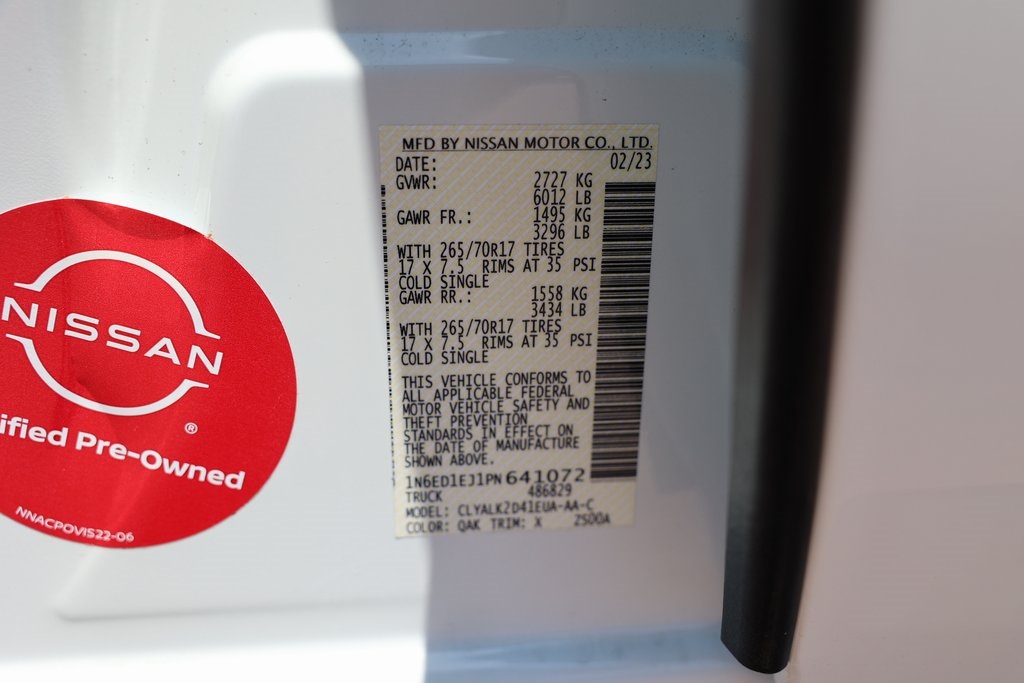 MFD BY NISSAN MOTOR CO., LTD.
DATE: 02/23
GVWR: 2727 KG
6012 LB
GAWR FR.: 1495 KG
3296 LB
WITH 265/70R17 TIRES
17 X 7.5 RIMS AT 35 PSI
COLD SINGLE
GAWR RR.: 1558 KG
3434 LB
WITH 265/70R17 TIRES
17 X 7.5 RIMS AT 35 PSI
COLD SINGLE
THIS VEHICLE CONFORMS TO
ALL APPLICABLE FEDERAL
MOTOR VEHICLE SAFETY AND
THEFT PREVENTION
STANDARDS IN EFFECT ON
THE DATE OF MANUFACTURE
SHOWN ABOVE.
1N6ED1EJ1PN641072
TRUCK 486829
MODEL: CLYALK2D41EUA-AA-C
COLOR: QAK TRIM: X 2500A
NISSAN
®
ified Pre-Owned
NNACPOVIS22-06